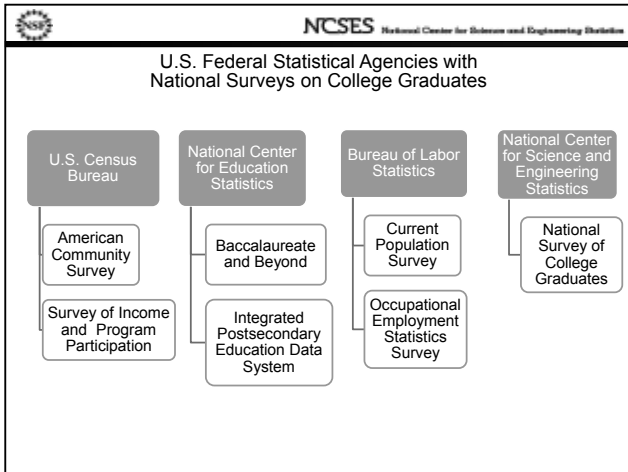 NSF
NCSES National Center for Science and Engineering Statistics
U.S. Federal Statistical Agencies with
National Surveys on College Graduates
U.S. Census
Bureau
American
Community
Survey
Survey of Income
and Program
Participation
National Center
for Education
Statistics
Baccalaureate
and Beyond
Integrated
Postsecondary
Education Data
System
Bureau of Labor
Statistics
Current
Population
Survey
Occupational
Employment
Statistics
Survey
National Center
for Science and
Engineering
Statistics
National
Survey of
College
Graduates